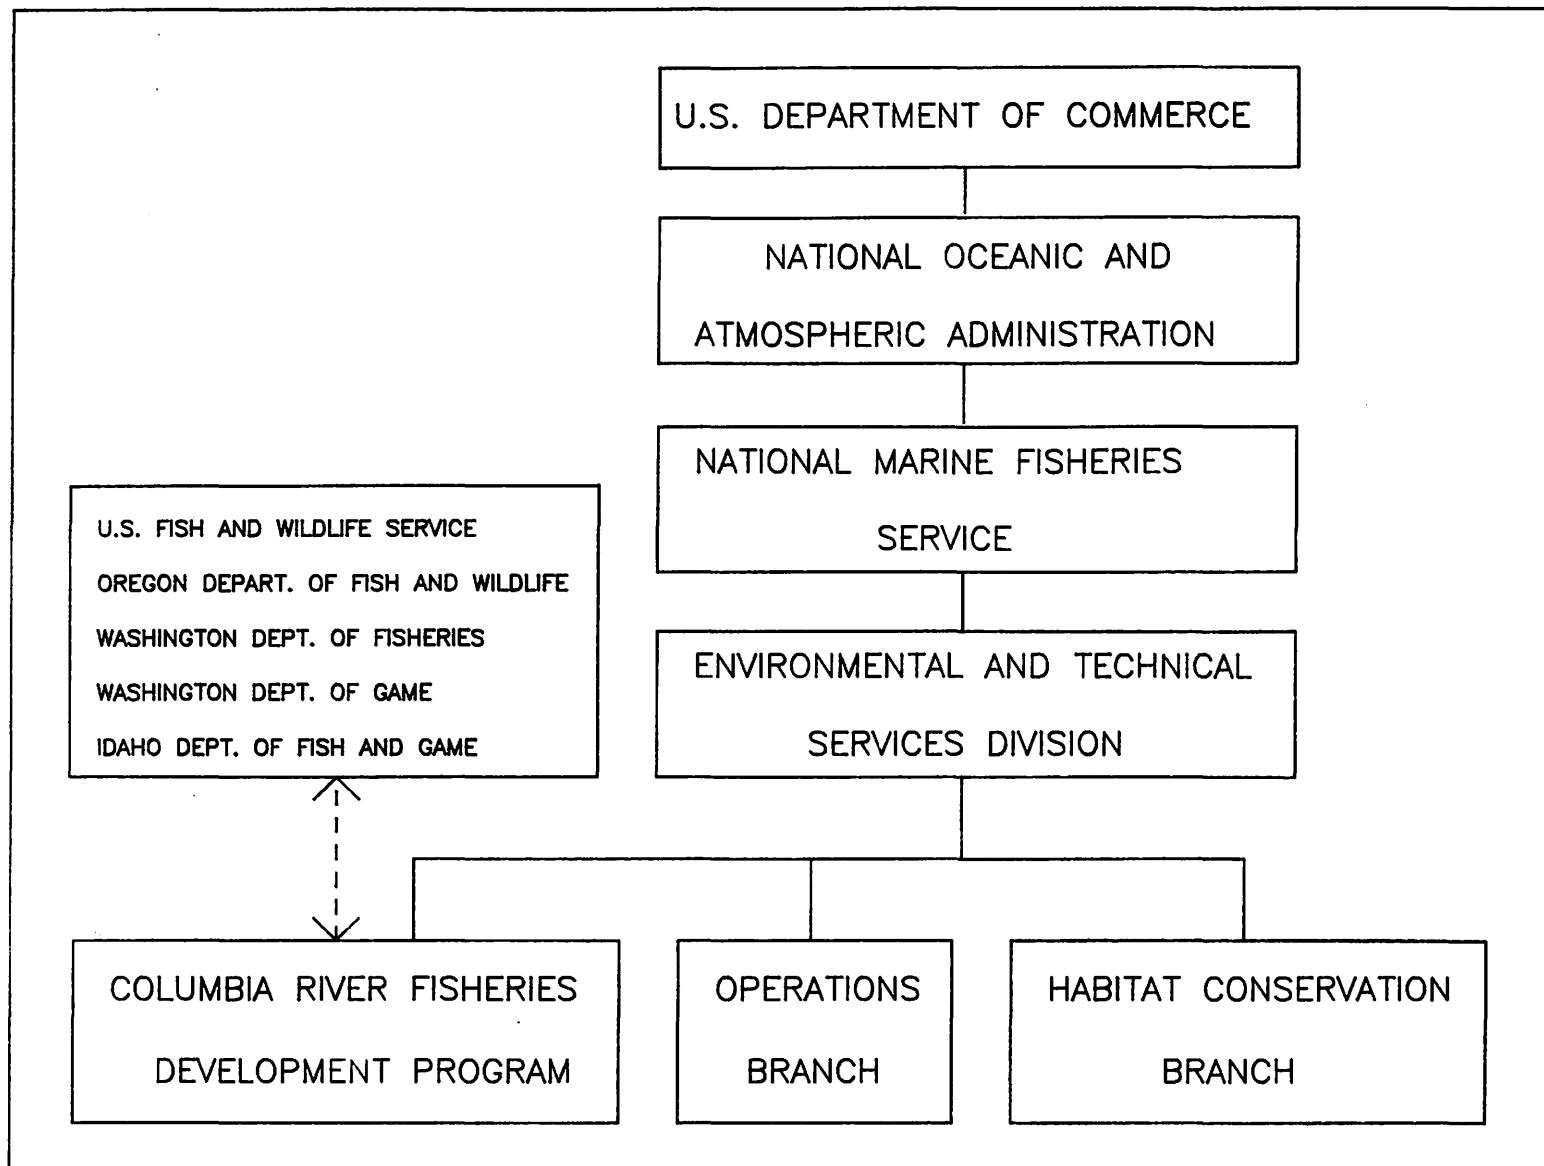 U.S. DEPARTMENT OF COMMERCE
NATIONAL OCEANIC AND
ATMOSPHERIC ADMINISTRATION
NATIONAL MARINE FISHERIES
SERVICE
U.S. FISH AND WILDLIFE SERVICE
OREGON DEPART. OF FISH AND WILDLIFE
WASHINGTON DEPT. OF FISHERIES
WASHINGTON DEPT. OF GAME
IDAHO DEPT. OF FISH AND GAME
ENVIRONMENTAL AND TECHNICAL
SERVICES DIVISION
COLUMBIA RIVER FISHERIES
DEVELOPMENT PROGRAM
OPERATIONS
BRANCH
HABITAT CONSERVATION
BRANCH